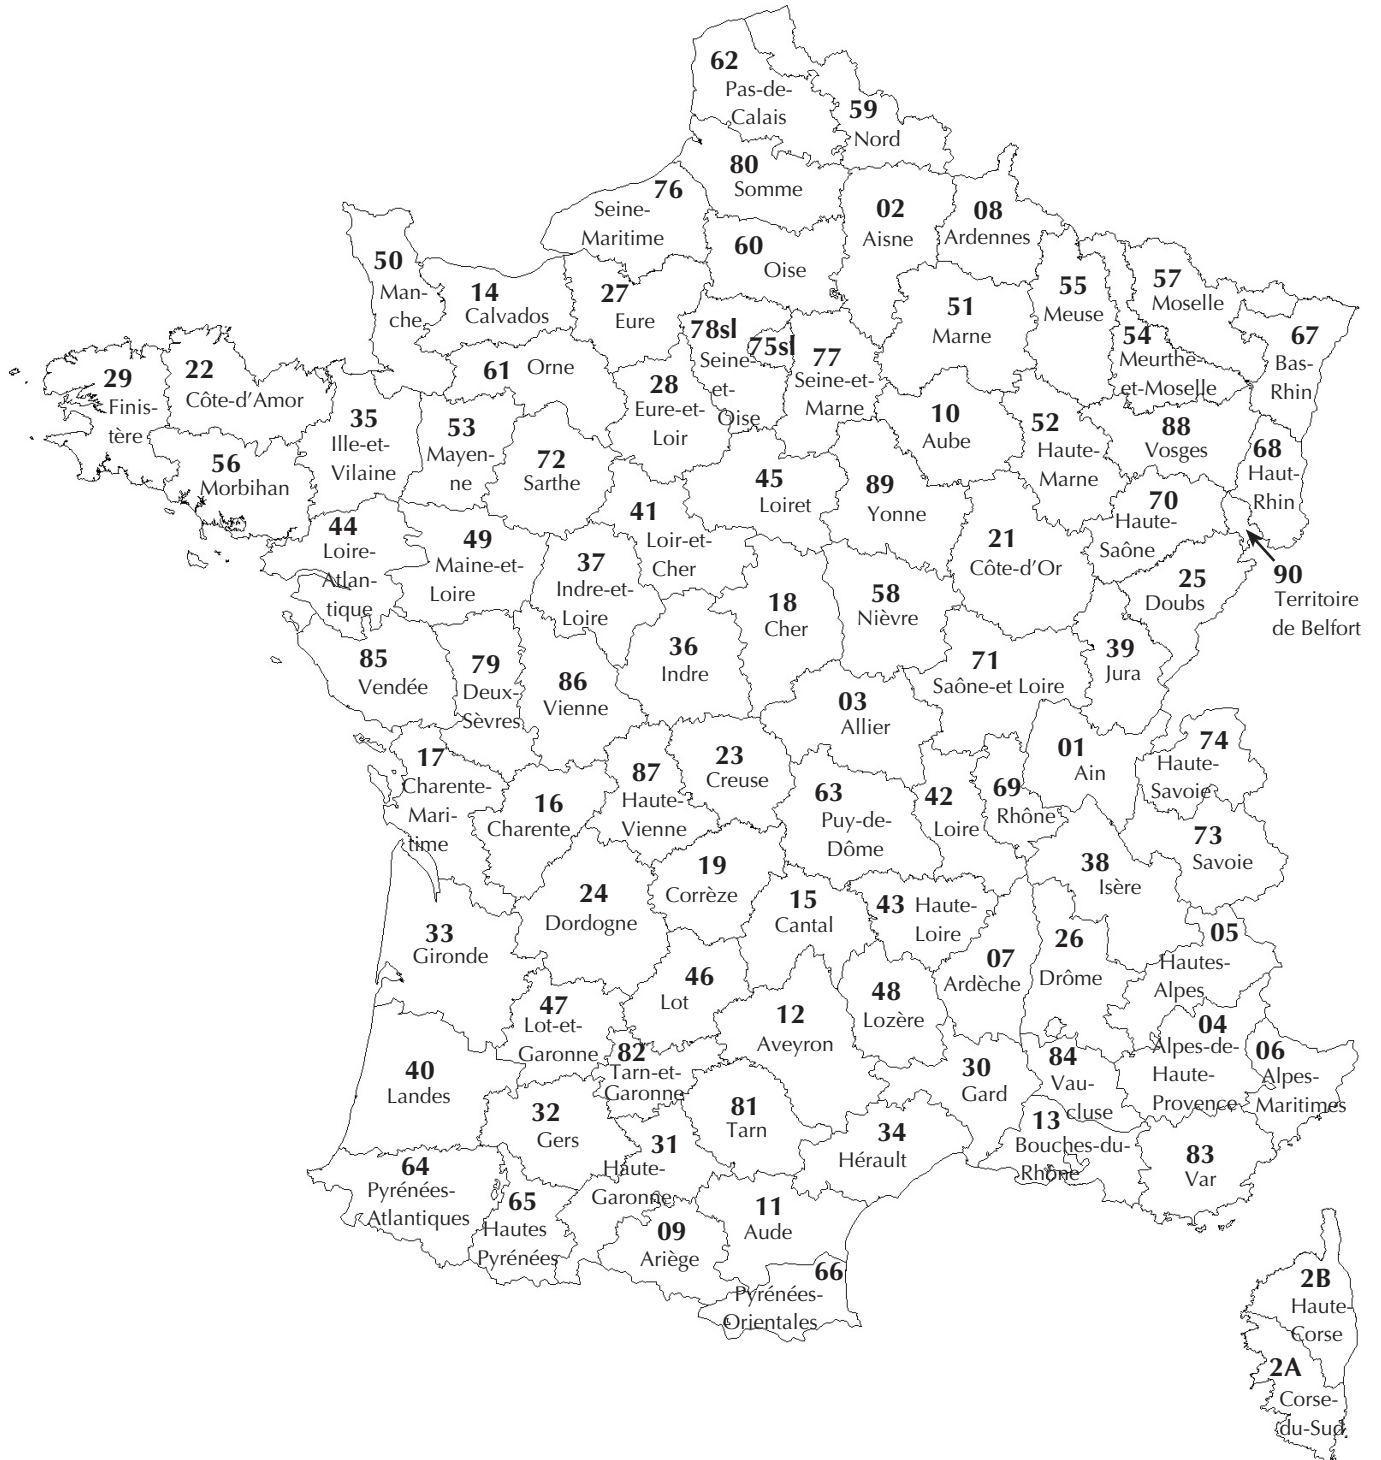 62
Pas-de-
Calais
59
Nord
80
Somme
76
Seine-
Maritime
02
Aisne
08
Ardennes
60
Oise
50
Man-
che
14
Calvados
27
Eure
78sl
Seine-
et-
Oise
75sl
77
Seine-et-
Marne
51
Marne
55
Meuse
57
Moselle
54
Meurthe-
et-Moselle
67
Bas-
Rhin
29
Finis-
tère
22
Côte-d'Amor
61 Orne
28
Eure-et-
Loir
35
Ille-et-
Vilaine
53
Mayen-
ne
72
Sarthe
10
Aube
52
Haute-
Marne
88
Vosges
68
Haut-
Rhin
56
Morbihan
45
Loiret
89
Yonne
70
Haute-
Saône
41
Loir-et-
Cher
44
Loire-
Atlan-
tique
49
Maine-et-
Loire
37
Indre-et-
Loire
21
Côte-d'Or
25
Doubs
90
Territoire
de Belfort
18
Cher
58
Nièvre
36
Indre
85
Vendée
79
Deux-
Sèvres
86
Vienne
71
Saône-et Loire
39
Jura
03
Allier
17
Charente-
Mari-
time
16
Charente
87
Haute-
Vienne
23
Creuse
63
Puy-de-
Dôme
42
Loire
69
Rhône
01
Ain
74
Haute-
Savoie
73
Savoie
38
Isère
19
Corrèze
24
Dordogne
15
Cantal
43 Haute-
Loire
33
Gironde
07
Ardèche
26
Drôme
05
Hautes-
Alpes
46
Lot
47
Lot-et-
Garonne
48
Lozère
12
Aveyron
04
Alpes-de-
Haute-
Provence
06
Alpes-
Maritimes
82
Tarn-et-
Garonne
40
Landes
30
Gard
84
Vau-
cluse
32
Gers
81
Tarn
34
Hérault
13
Bouches-du-
Rhône
83
Var
31
Haute-
Garonne
64
Pyrénées-
Atlantiques
65
Hautes
Pyrénées
11
Aude
09
Ariège
66
Pyrénées-
Orientales
2B
Haute-
Corse
2A
Corse-
du-Sud